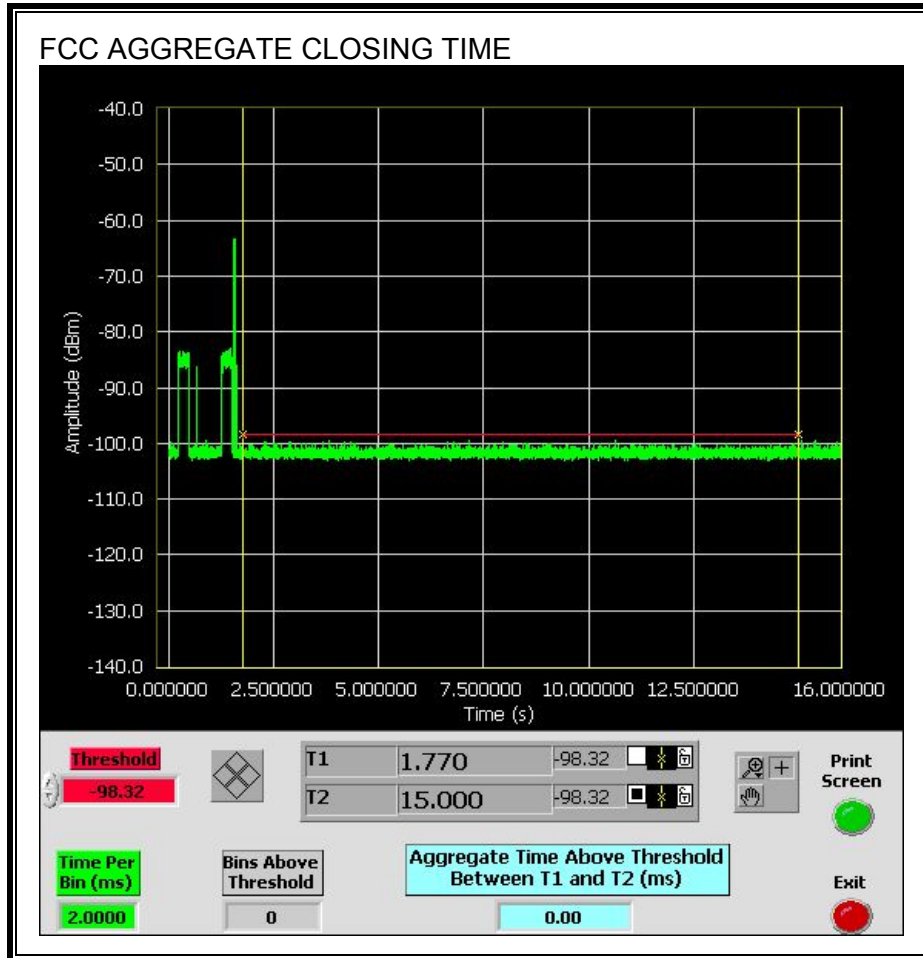 FCC AGGREGATE CLOSING TIME
-40.0
-50.0
-60.0
-70.0
-80.0
-90.0
-100.0
-110.0
-120.0
-130.0
-140.0
Amplitude (dBm)
0.000000 2.500000 5.000000 7.500000 10.000000 12.500000 16.000000
Time (s)
Threshold
-98.32
T1 1.770 -98.32
T2 15.000 -98.32
Print
Screen
Time Per
Bin (ms)
2.0000
Bins Above
Threshold
0
Aggregate Time Above Threshold
Between T1 and T2 (ms)
0.00
Exit